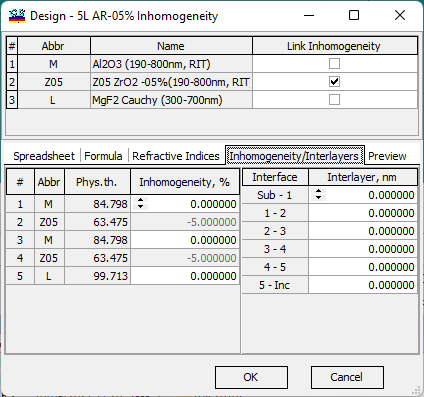 Design - 5L AR-05% Inhomogeneity
# Abbr Name Link Inhomogeneity
1 M Al2O3 (190-800nm, RIT)
2 Z05 Z05 ZrO2 -05%(190-800nm, RIT
3 L MgF2 Cauchy (300-700nm)
Spreadsheet Formula Refractive Indices Inhomogeneity/Interlayers Preview
# Abbr Phys.th. Inhomogeneity, % Interface Interlayer, nm
1 M 84.798 0.000000 Sub - 1 0.000000
2 Z05 63.475 -5.000000 1 - 2 0.000000
3 M 84.798 0.000000 2 - 3 0.000000
4 Z05 63.475 -5.000000 3 - 4 0.000000
5 L 99.713 0.000000 4 - 5 0.000000
5 - Inc 0.000000
OK Cancel